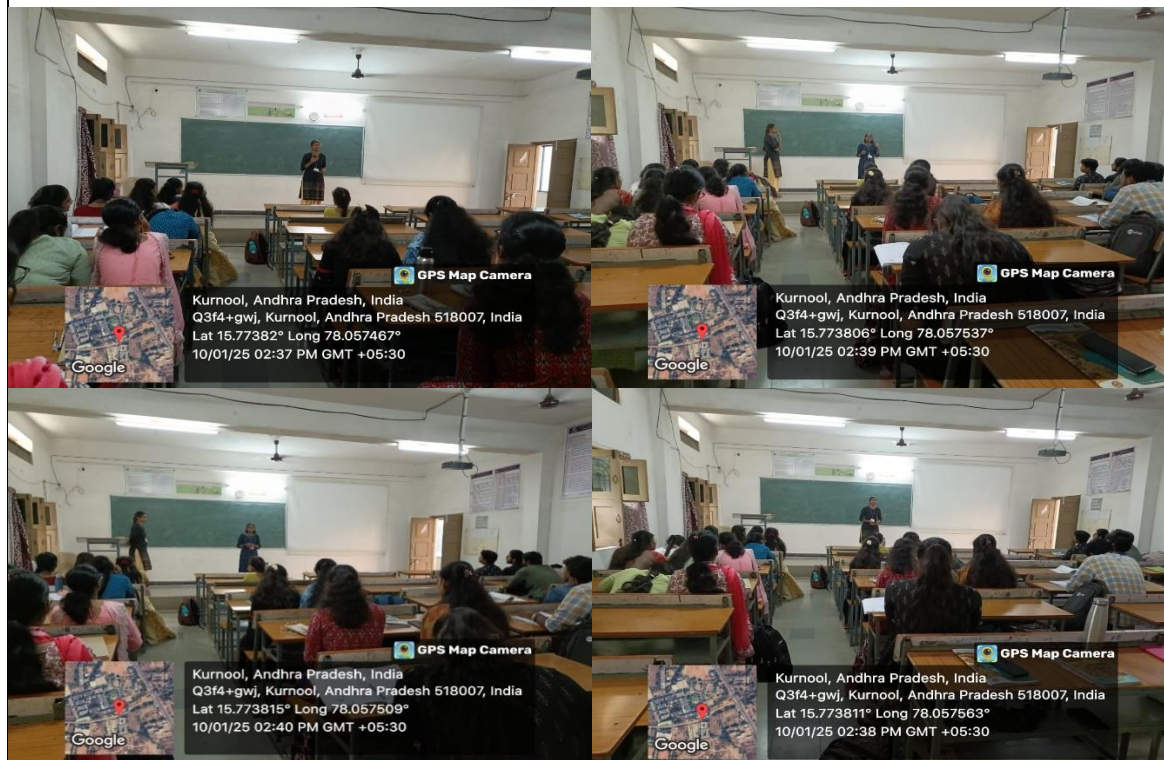 GPS Map Camera
Kurnool, Andhra Pradesh, India
Q3f4+gwj, Kurnool, Andhra Pradesh 518007, India
Lat 15.77382° Long 78.057467°
10/01/25 02:37 PM GMT +05:30
Google
GPS Map Camera
Kurnool, Andhra Pradesh, India
Q3f4+gwj, Kurnool, Andhra Pradesh 518007, India
Lat 15.773806° Long 78.057537°
10/01/25 02:39 PM GMT +05:30
Google
GPS Map Camera
Kurnool, Andhra Pradesh, India
Q3f4+gwj, Kurnool, Andhra Pradesh 518007, India
Lat 15.773815° Long 78.057509°
10/01/25 02:40 PM GMT +05:30
Google
GPS Map Camera
Kurnool, Andhra Pradesh, India
Q3f4+gwj, Kurnool, Andhra Pradesh 518007, India
Lat 15.773811° Long 78.057563°
10/01/25 02:38 PM GMT +05:30
Google